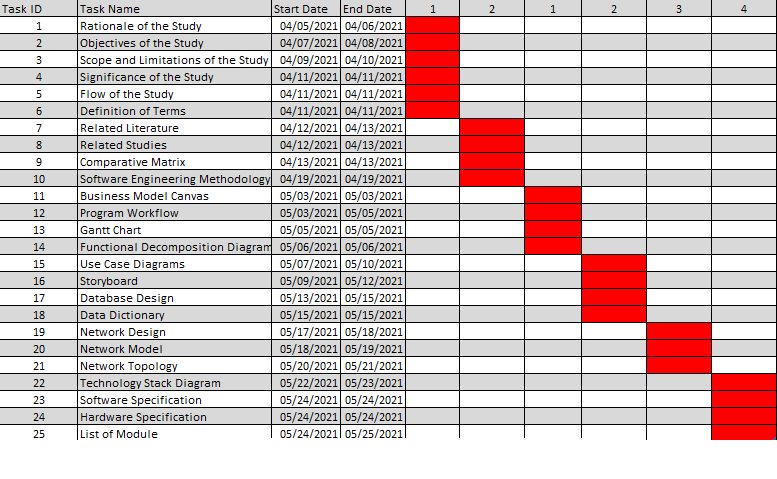 Task ID Task Name Start Date End Date 1 2 1 2 3 4
1 Rationale of the Study 04/05/2021 04/06/2021
2 Objectives of the Study 04/07/2021 04/08/2021
3 Scope and Limitations of the Study 04/09/2021 04/10/2021
4 Significance of the Study 04/11/2021 04/11/2021
5 Flow of the Study 04/11/2021 04/11/2021
6 Definition of Terms 04/11/2021 04/11/2021
7 Related Literature 04/12/2021 04/13/2021
8 Related Studies 04/12/2021 04/13/2021
9 Comparative Matrix 04/13/2021 04/13/2021
10 Software Engineering Methodology 04/19/2021 04/19/2021
11 Business Model Canvas 05/03/2021 05/03/2021
12 Program Workflow 05/03/2021 05/05/2021
13 Gantt Chart 05/05/2021 05/05/2021
14 Functional Decomposition Diagram 05/06/2021 05/06/2021
15 Use Case Diagrams 05/07/2021 05/10/2021
16 Storyboard 05/09/2021 05/12/2021
17 Database Design 05/13/2021 05/15/2021
18 Data Dictionary 05/15/2021 05/15/2021
19 Network Design 05/17/2021 05/18/2021
20 Network Model 05/18/2021 05/19/2021
21 Network Topology 05/20/2021 05/21/2021
22 Technology Stack Diagram 05/22/2021 05/23/2021
23 Software Specification 05/24/2021 05/24/2021
24 Hardware Specification 05/24/2021 05/24/2021
25 List of Module 05/24/2021 05/25/2021